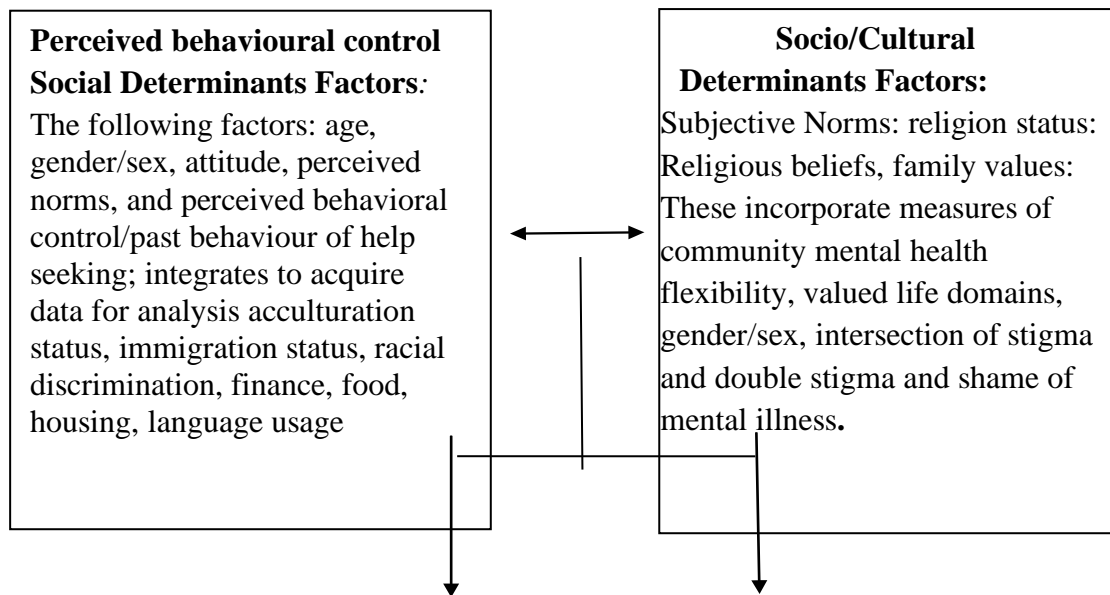 Perceived behavioural control
Social Determinants Factors:
The following factors: age,
gender/sex, attitude, perceived
norms, and perceived behavioral
control/past behaviour of help
seeking; integrates to acquire
data for analysis acculturation
status, immigration status, racial
discrimination, finance, food,
housing, language usage
Socio/Cultural
Determinants Factors:
Subjective Norms: religion status:
Religious beliefs, family values:
These incorporate measures of
community mental health
flexibility, valued life domains,
gender/sex, intersection of stigma
and double stigma and shame of
mental illness.